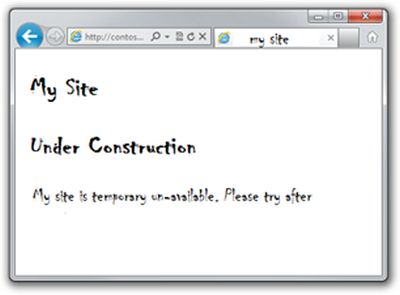 http://contos...
my site
My Site
Under Construction
My site is temporary un-available. Please try after